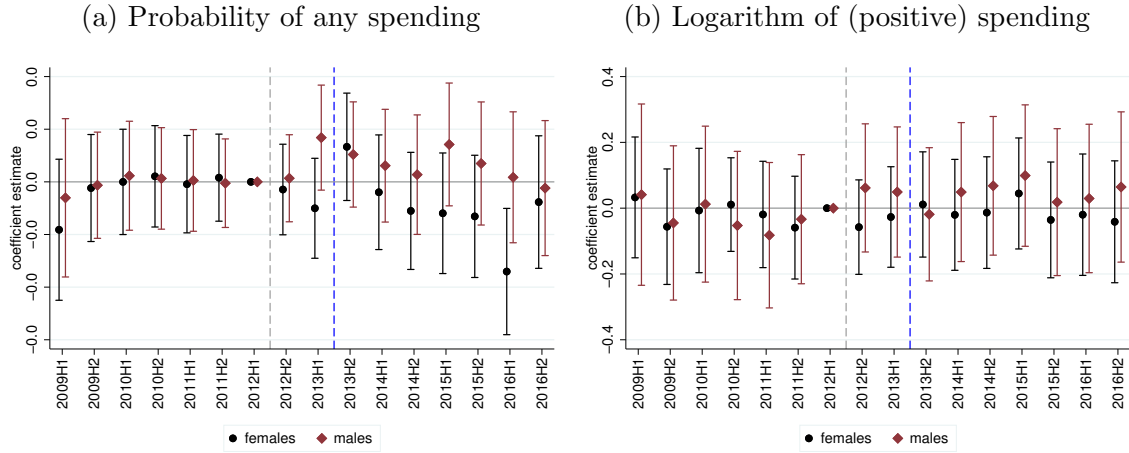 (a) Probability of any spending
coefficient estimate
0.0
0.0
0.0
−0.0
−0.0
−0.0
2009H1
2009H2
2010H1
2010H2
2011H1
2011H2
2012H1
2012H2
2013H1
2013H2
2014H1
2014H2
2015H1
2015H2
2016H1
2016H2
females males
(b) Logarithm of (positive) spending
coefficient estimate
0.4
0.2
0.0
−0.2
−0.4
2009H1
2009H2
2010H1
2010H2
2011H1
2011H2
2012H1
2012H2
2013H1
2013H2
2014H1
2014H2
2015H1
2015H2
2016H1
2016H2
females males